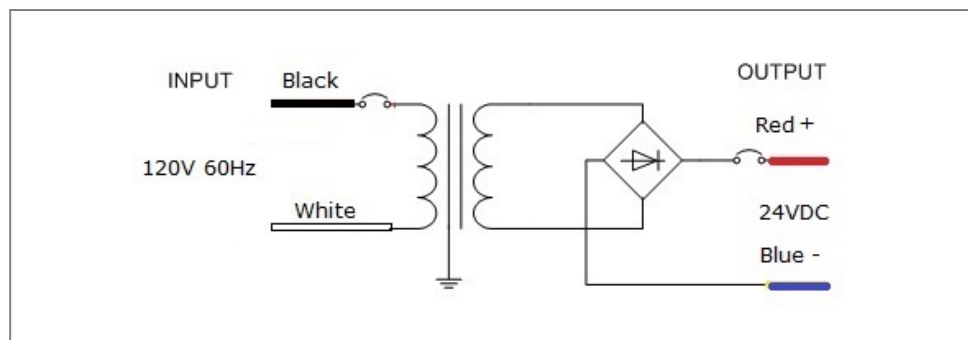 INPUT
Black
OUTPUT
Red +
120V 60Hz
White
24VDC
Blue -